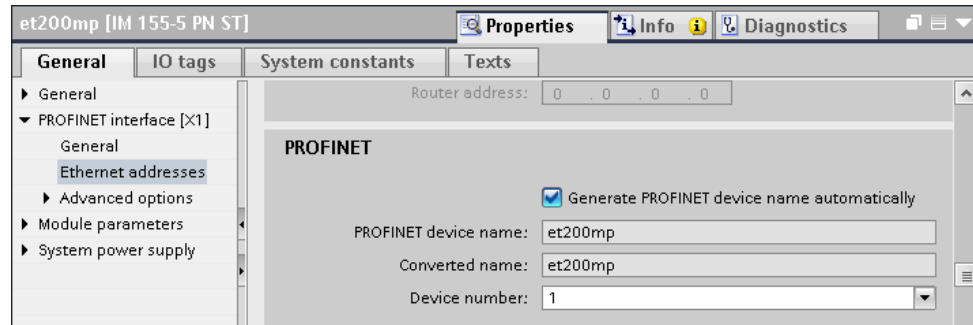 et200mp [IM 155-5 PN ST]
Properties
Info
Diagnostics
General
IO tags
System constants
Texts
General
PROFINET interface [X1]
General
Ethernet addresses
Advanced options
Module parameters
System power supply
Router address: 0 . 0 . 0 . 0
PROFINET
Generate PROFINET device name automatically
PROFINET device name: et200mp
Converted name: et200mp
Device number: 1